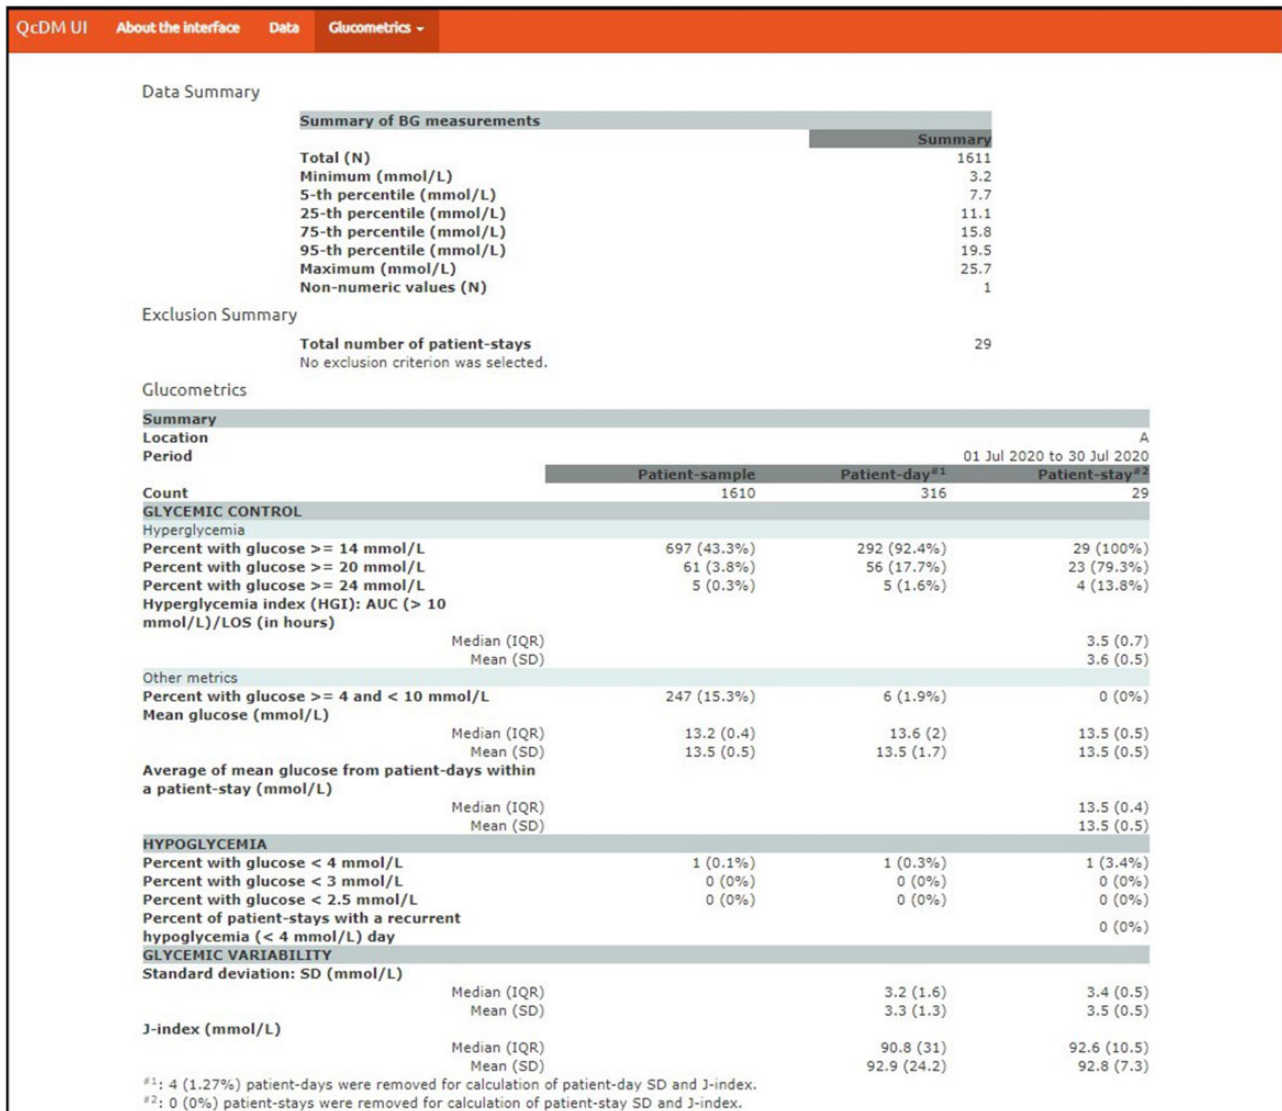 QcDM UI About the interface Data Glucometrics
Data Summary
Summary of BG measurements
Summary
Total (N) 1611
Minimum (mmol/L) 3.2
5-th percentile (mmol/L) 7.7
25-th percentile (mmol/L) 11.1
75-th percentile (mmol/L) 15.8
95-th percentile (mmol/L) 19.5
Maximum (mmol/L) 25.7
Non-numeric values (N) 1
Exclusion Summary
Total number of patient-stays 29
No exclusion criterion was selected.
Glucometrics
Summary
Location A
Period 01 Jul 2020 to 30 Jul 2020
Patient-sample Patient-day#1 Patient-stay#2
Count 1610 316 29
GLYCEMIC CONTROL
Hyperglycemia
Percent with glucose >= 14 mmol/L 697 (43.3%) 292 (92.4%) 29 (100%)
Percent with glucose >= 20 mmol/L 61 (3.8%) 56 (17.7%) 23 (79.3%)
Percent with glucose >= 24 mmol/L 5 (0.3%) 5 (1.6%) 4 (13.8%)
Hyperglycemia index (HGI): AUC (> 10
mmol/L)/LOS (in hours)
Median (IQR) 3.5 (0.7)
Mean (SD) 3.6 (0.5)
Other metrics
Percent with glucose >= 4 and < 10 mmol/L 247 (15.3%) 6 (1.9%) 0 (0%)
Mean glucose (mmol/L)
Median (IQR) 13.2 (0.4) 13.6 (2) 13.5 (0.5)
Mean (SD) 13.5 (0.5) 13.5 (1.7) 13.5 (0.5)
Average of mean glucose from patient-days within
a patient-stay (mmol/L)
Median (IQR) 13.5 (0.4)
Mean (SD) 13.5 (0.5)
HYPOGLYCEMIA
Percent with glucose < 4 mmol/L 1 (0.1%) 1 (0.3%) 1 (3.4%)
Percent with glucose < 3 mmol/L 0 (0%) 0 (0%) 0 (0%)
Percent with glucose < 2.5 mmol/L 0 (0%) 0 (0%) 0 (0%)
Percent of patient-stays with a recurrent
hypoglycemia (< 4 mmol/L) day 0 (0%)
GLYCEMIC VARIABILITY
Standard deviation: SD (mmol/L)
Median (IQR) 3.2 (1.6) 3.4 (0.5)
Mean (SD) 3.3 (1.3) 3.5 (0.5)
J-index (mmol/L)
Median (IQR) 90.8 (31) 92.6 (10.5)
Mean (SD) 92.9 (24.2) 92.8 (7.3)
#1: 4 (1.27%) patient-days were removed for calculation of patient-day SD and J-index.
#2: 0 (0%) patient-stays were removed for calculation of patient-stay SD and J-index.